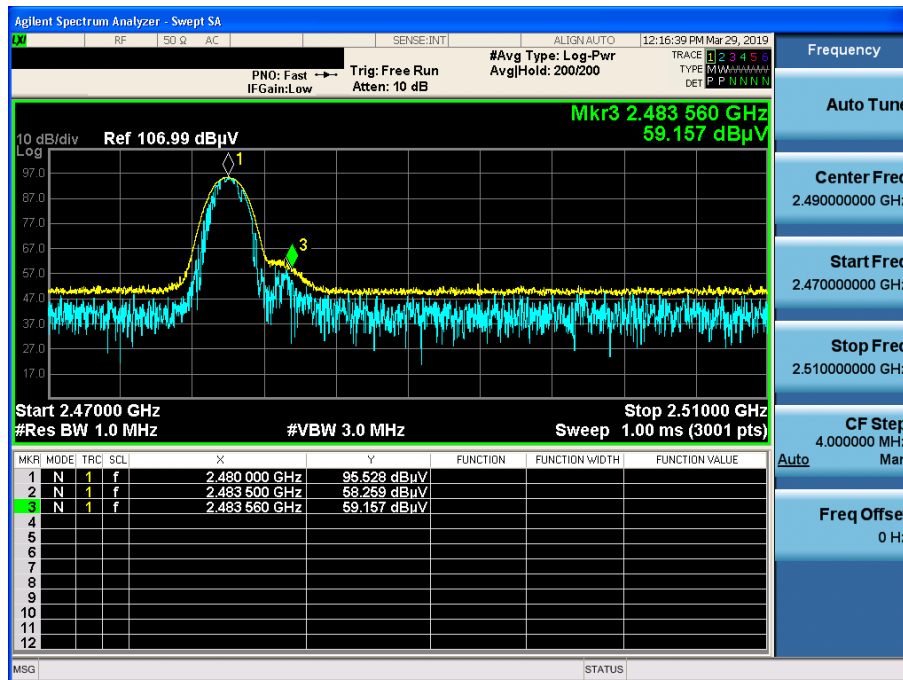 Agilent Spectrum Analyzer - Swept SA
LXI RF 50 Ω AC SENSE:INT ALIGN AUTO 12:16:39 PM Mar 29, 2019
Frequency
PNO: Fast
IFGain:Low
Trig: Free Run
Atten: 10 dB
#Avg Type: Log-Pwr
Avg|Hold: 200/200
TRACE 1 2 3 4 5 6
TYPE M W W W W W
DET P P N N N N
Auto Tune
Mkr3 2.483 560 GHz
59.157 dBµV
10 dB/div Ref 106.99 dBµV
Log
97.0
87.0
77.0
67.0
57.0
47.0
37.0
27.0
17.0
1
3
Center Freq
2.490000000 GHz
Start Freq
2.470000000 GHz
Stop Freq
2.510000000 GHz
Start 2.47000 GHz Stop 2.51000 GHz
#Res BW 1.0 MHz #VBW 3.0 MHz Sweep 1.00 ms (3001 pts)
CF Step
4.000000 MHz
Auto Man
Freq Offset
0 Hz
MKR MODE TRC SCL X Y FUNCTION FUNCTION WIDTH FUNCTION VALUE
1 N 1 f 2.480 000 GHz 95.528 dBµV
2 N 1 f 2.483 500 GHz 58.259 dBµV
3 N 1 f 2.483 560 GHz 59.157 dBµV
4
5
6
7
8
9
10
11
12
MSG STATUS